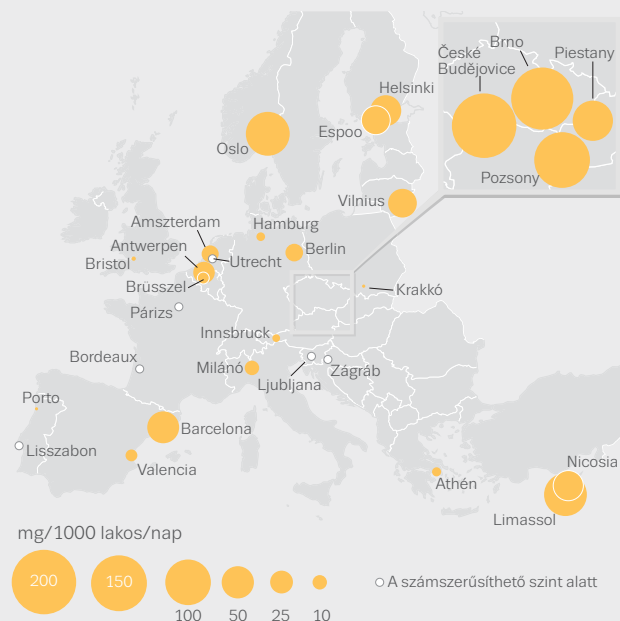 České
Budějovice
Brno
Piestany
Pozsony
Helsinki
Espoo
Oslo
Vilnius
Amszterdam
Hamburg
Antwerpen
Berlin
Bristol
Utrecht
Brüsszel
Krakkó
Párizs
Innsbruck
Bordeaux
Milánó
Zágráb
Ljubljana
Porto
Barcelona
Lisszabon
Valencia
Nicosia
Athén
Limassol
mg/1000 lakos/nap
200
150
100
50
25
10
A számszerűsíthető szint alatt